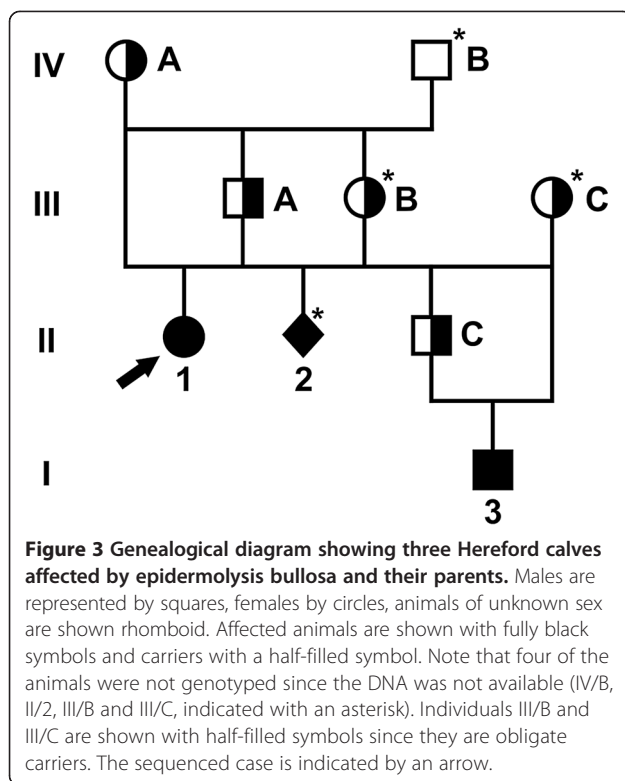 IV A * B
III A * B * C
II 1 * 2 C
I 3
Figure 3 Genealogical diagram showing three Hereford calves
affected by epidermolysis bullosa and their parents. Males are
represented by squares, females by circles, animals of unknown sex
are shown rhomboid. Affected animals are shown with fully black
symbols and carriers with a half-filled symbol. Note that four of the
animals were not genotyped since the DNA was not available (IV/B,
II/2, III/B and III/C, indicated with an asterisk). Individuals III/B and
III/C are shown with half-filled symbols since they are obligate
carriers. The sequenced case is indicated by an arrow.